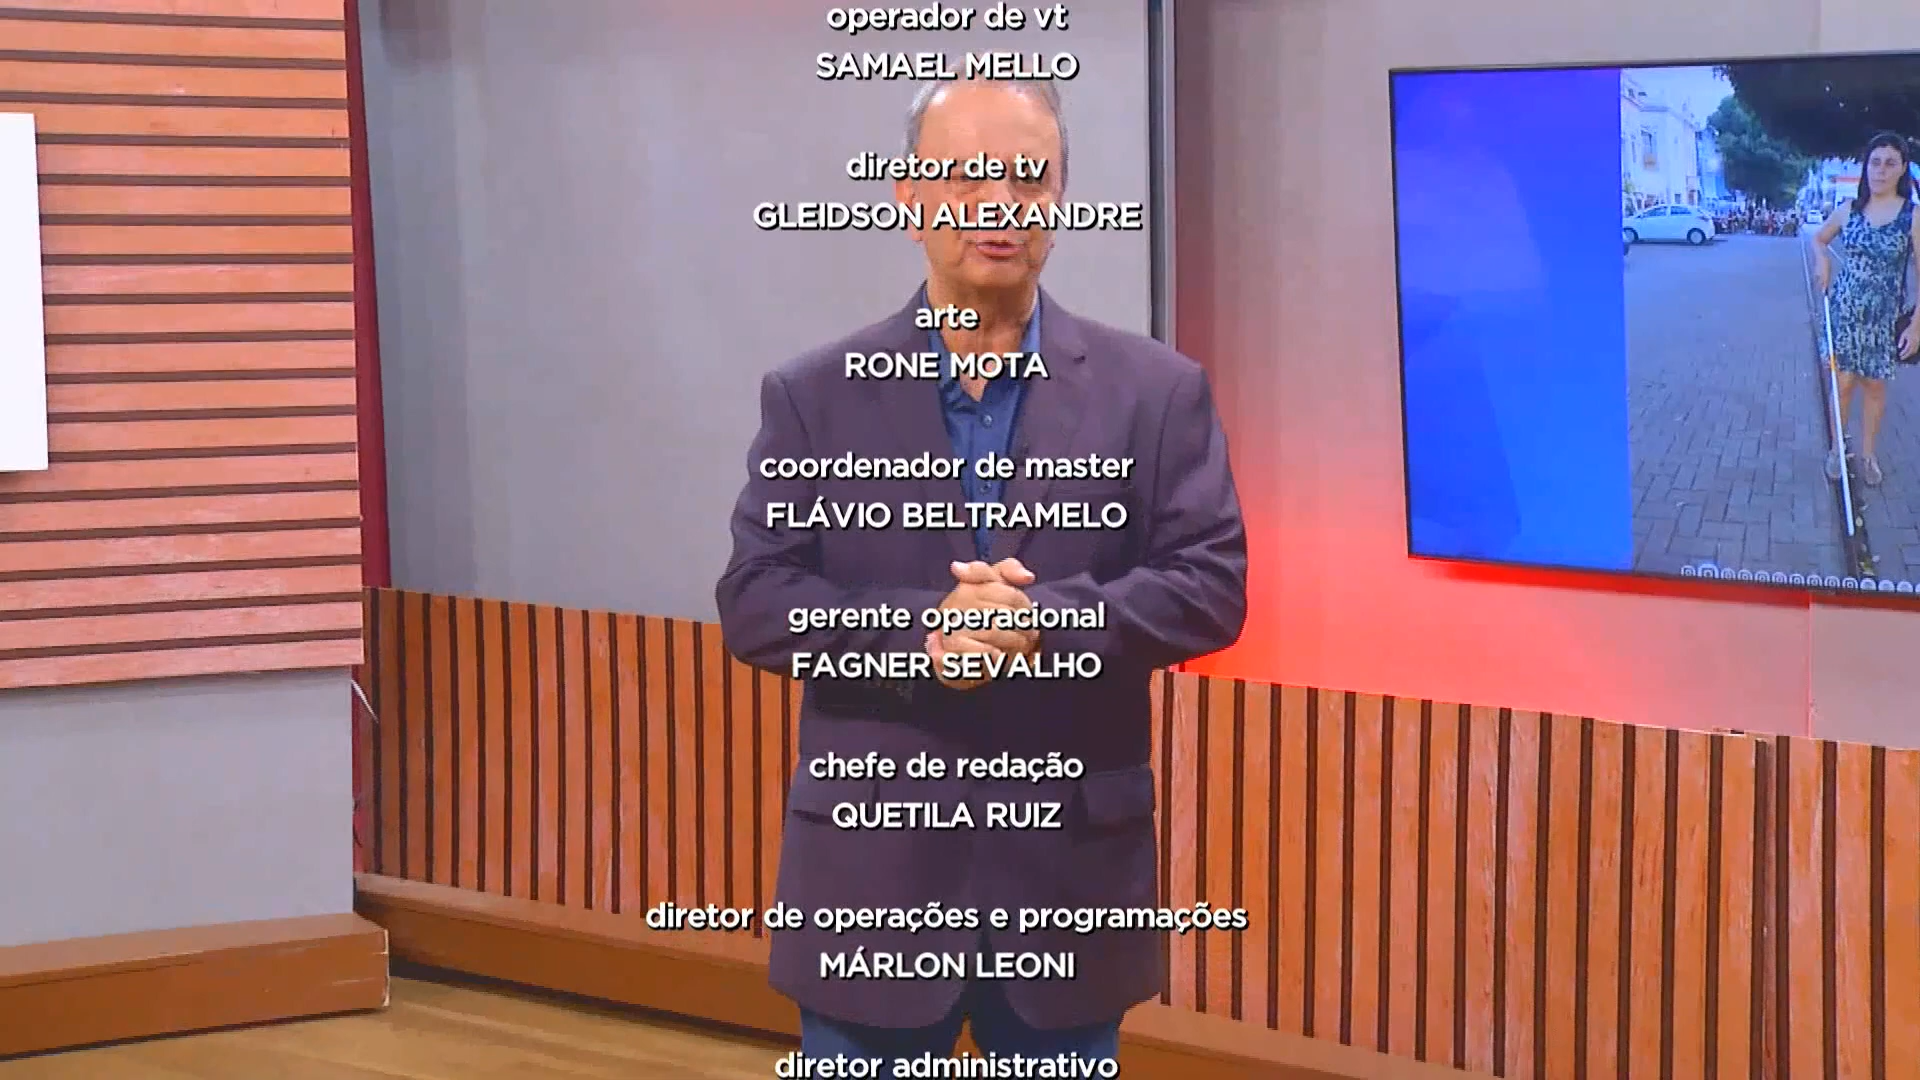 operador de vt
SAMAEL MELLO
diretor de tv
GLEIDSON ALEXANDRE
arte
RONE MOTA
coordenador de master
FLÁVIO BELTRAMELO
gerente operacional
FAGNER SEVALHO
chefe de redação
QUETILA RUIZ
diretor de operações e programações
MÁRLON LEONI
diretor administrativo